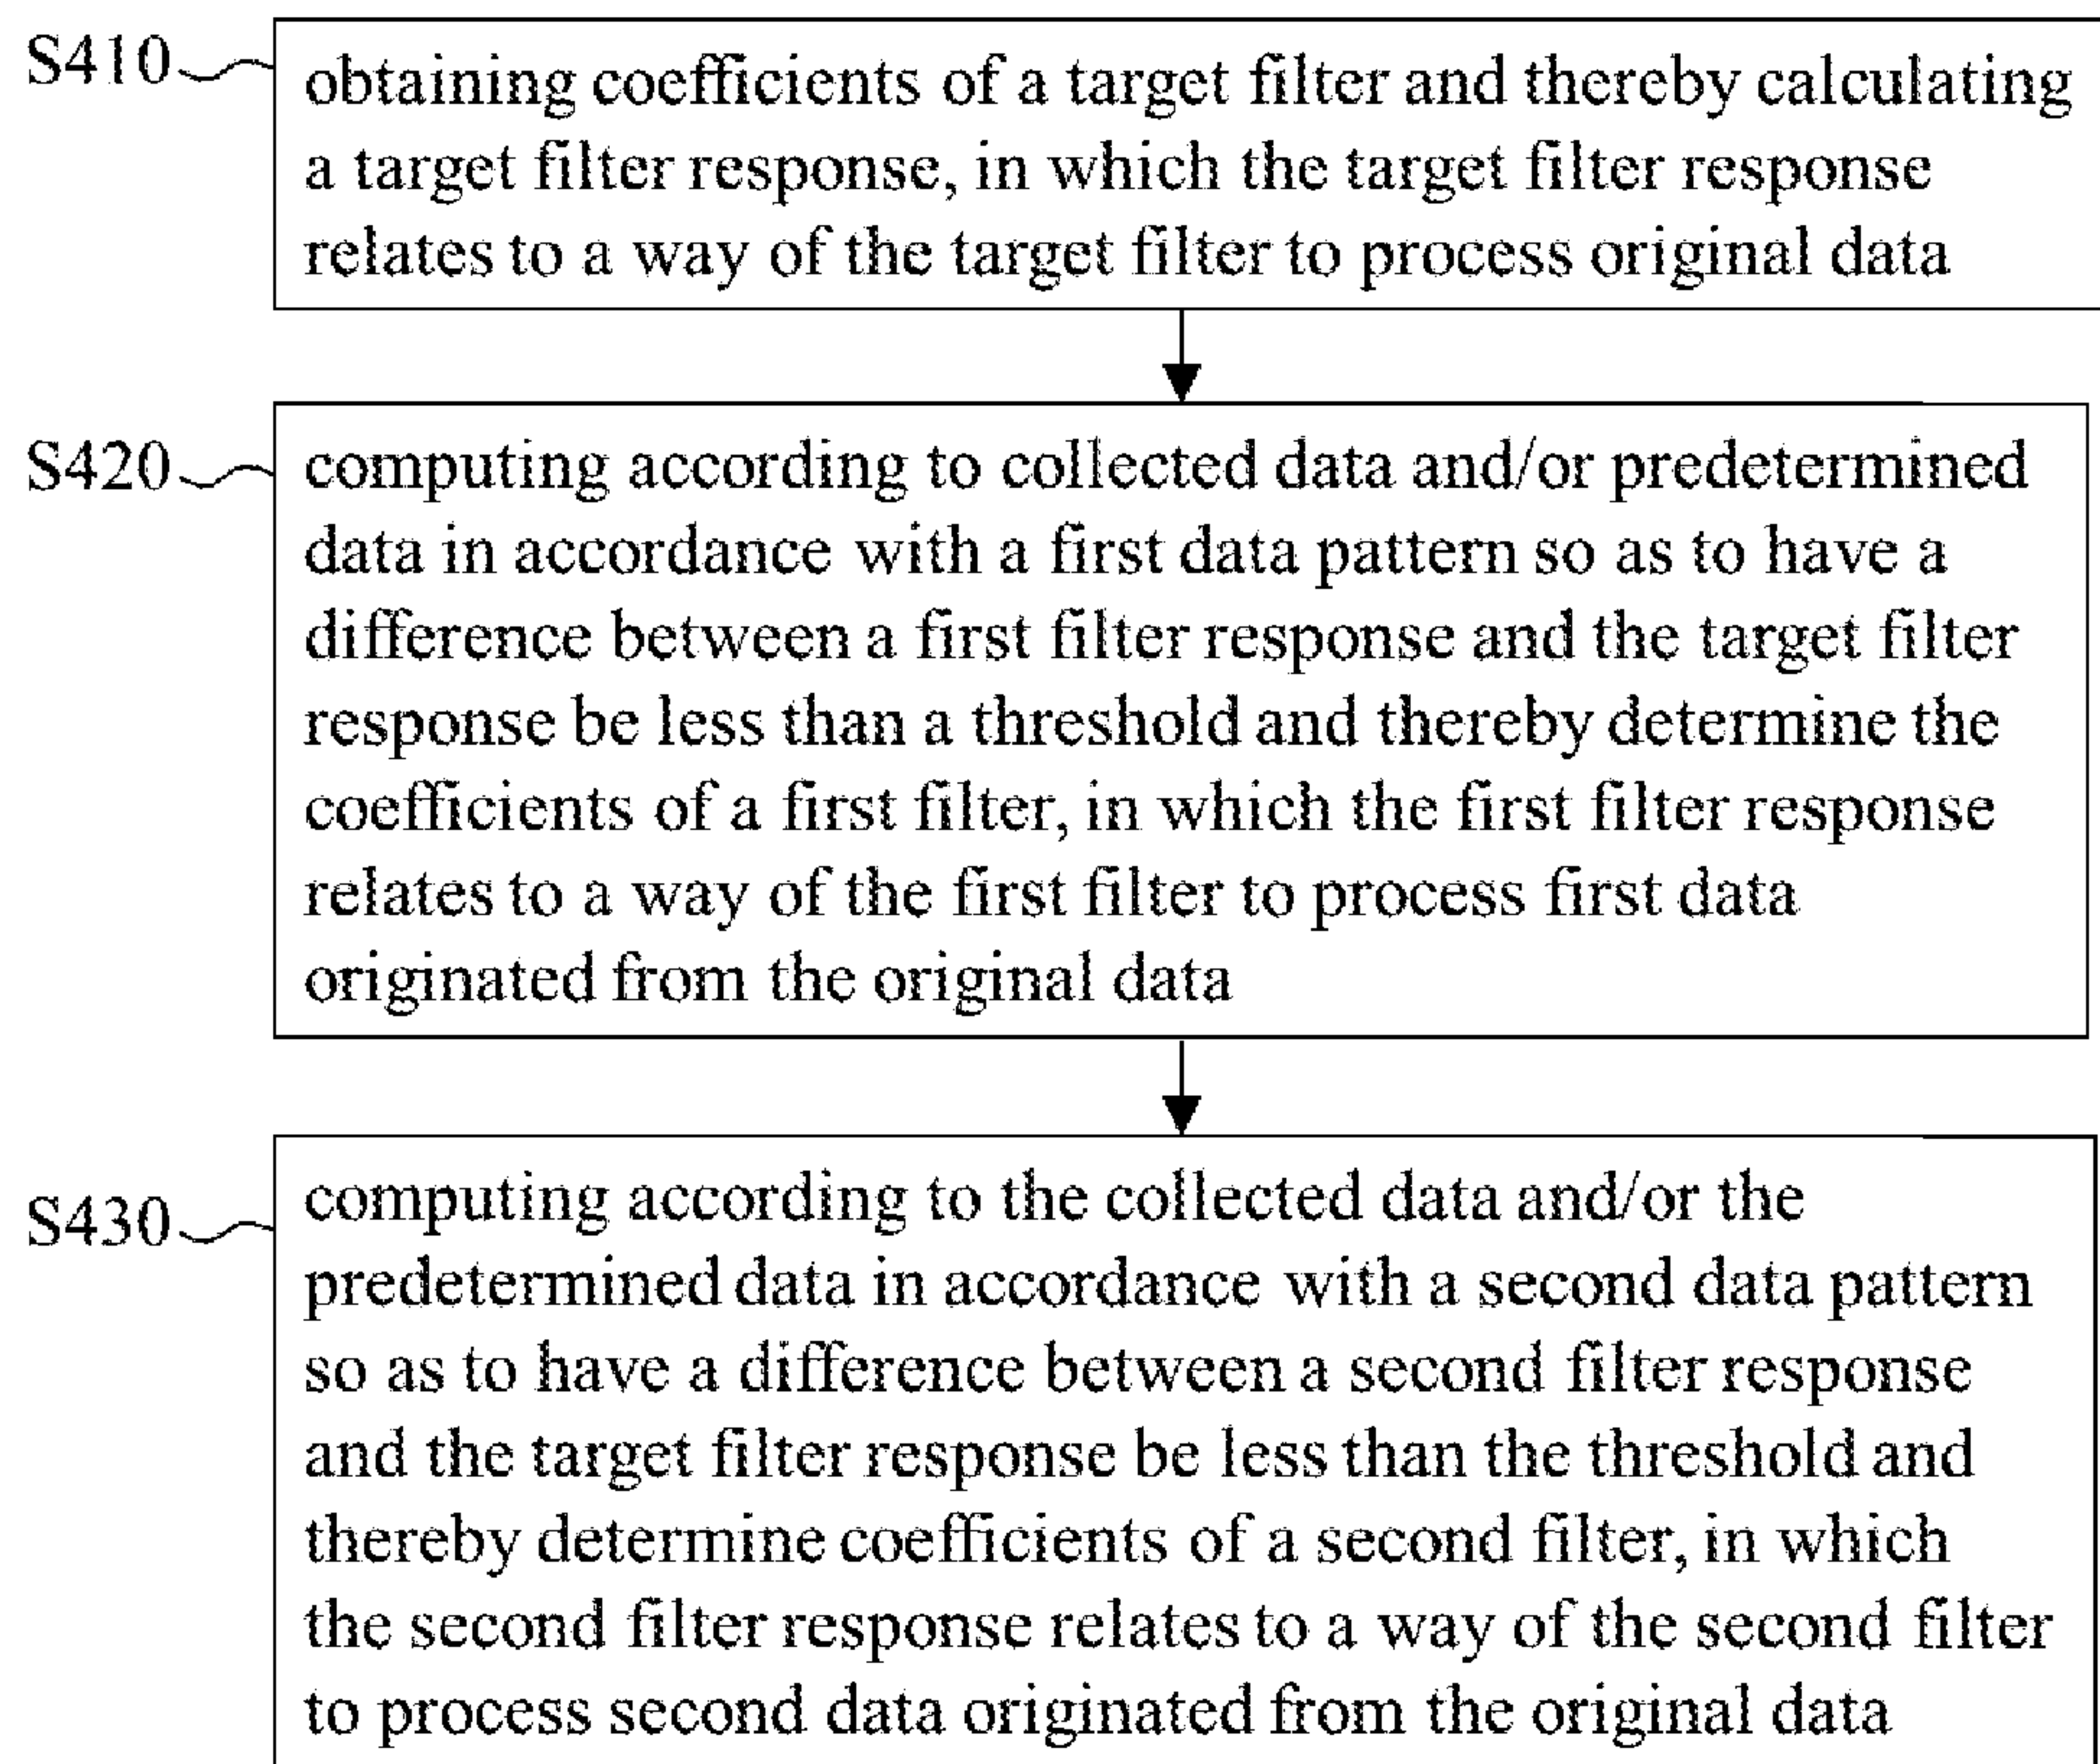 S410
obtaining coefficients of a target filter and thereby calculating
a target filter response, in which the target filter response
relates to a way of the target filter to process original data
S420
computing according to collected data and/or predetermined
data in accordance with a first data pattern so as to have a
difference between a first filter response and the target filter
response be less than a threshold and thereby determine the
coefficients of a first filter, in which the first filter response
relates to a way of the first filter to process first data
originated from the original data
S430
computing according to the collected data and/or the
predetermined data in accordance with a second data pattern
so as to have a difference between a second filter response
and the target filter response be less than the threshold and
thereby determine coefficients of a second filter, in which
the second filter response relates to a way of the second filter
to process second data originated from the original data